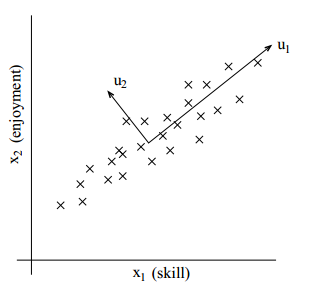 u₁
u₂
x₂ (enjoyment)
x₁ (skill)